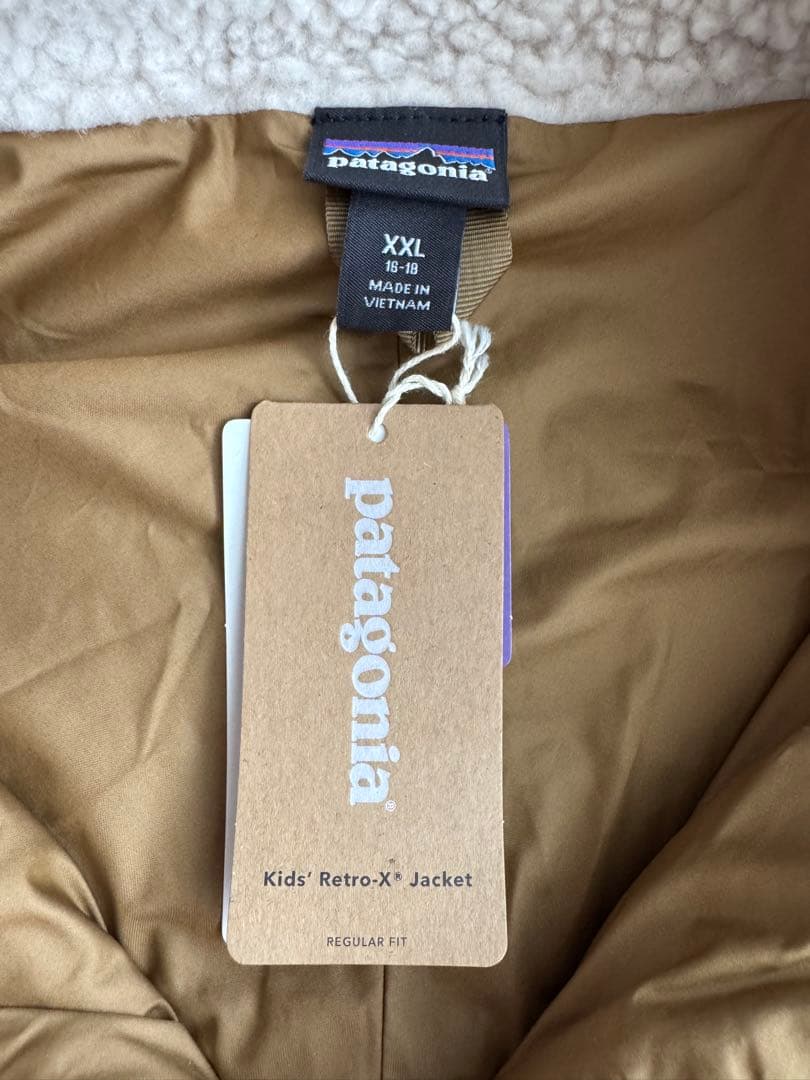 patagonia®
XXL
16-18
MADE IN
VIETNAM
patagonia®
Kids' Retro-X® Jacket
REGULAR FIT